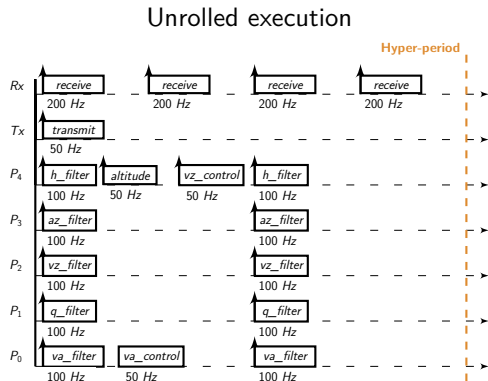 Unrolled execution
Hyper-period
Rx receive receive receive receive
200 Hz 200 Hz 200 Hz 200 Hz
Tx transmit
50 Hz
P4 h_filter altitude vz_control h_filter
100 Hz 50 Hz 50 Hz 100 Hz
P3 az_filter az_filter
100 Hz 100 Hz
P2 vz_filter vz_filter
100 Hz 100 Hz
P1 q_filter q_filter
100 Hz 100 Hz
P0 va_filter va_control va_filter
100 Hz 50 Hz 100 Hz